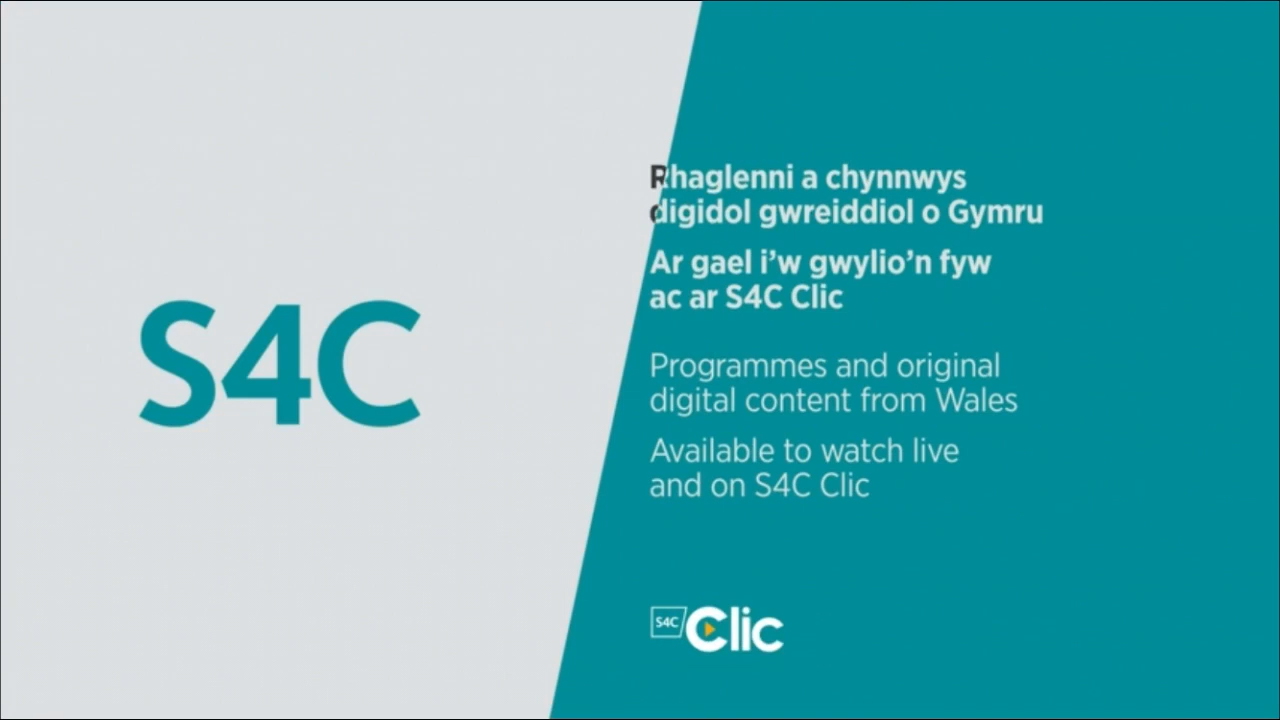 S4C
Rhaglenni a chynnwys
digidol gwreiddiol o Gymru
Ar gael i’w gwylio’n fyw
ac ar S4C Clic
Programmes and original
digital content from Wales
Available to watch live
and on S4C Clic
S4C Clic